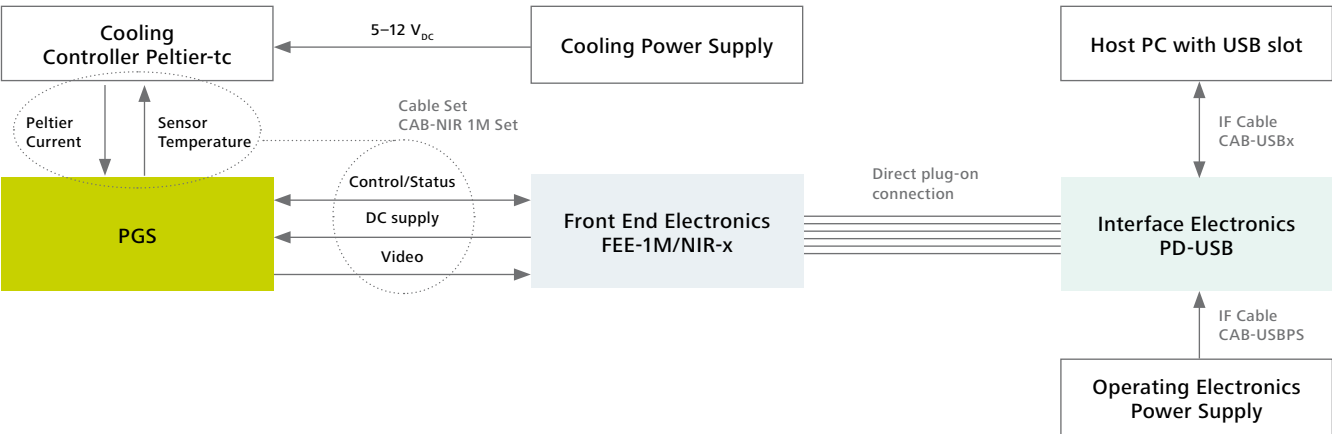 Cooling
Controller Peltier-tc
5–12 VDC
Cooling Power Supply
Host PC with USB slot
Peltier
Current
Sensor
Temperature
Cable Set
CAB-NIR 1M Set
IF Cable
CAB-USBx
PGS
Control/Status
DC supply
Video
Front End Electronics
FEE-1M/NIR-x
Direct plug-on
connection
Interface Electronics
PD-USB
IF Cable
CAB-USBPS
Operating Electronics
Power Supply